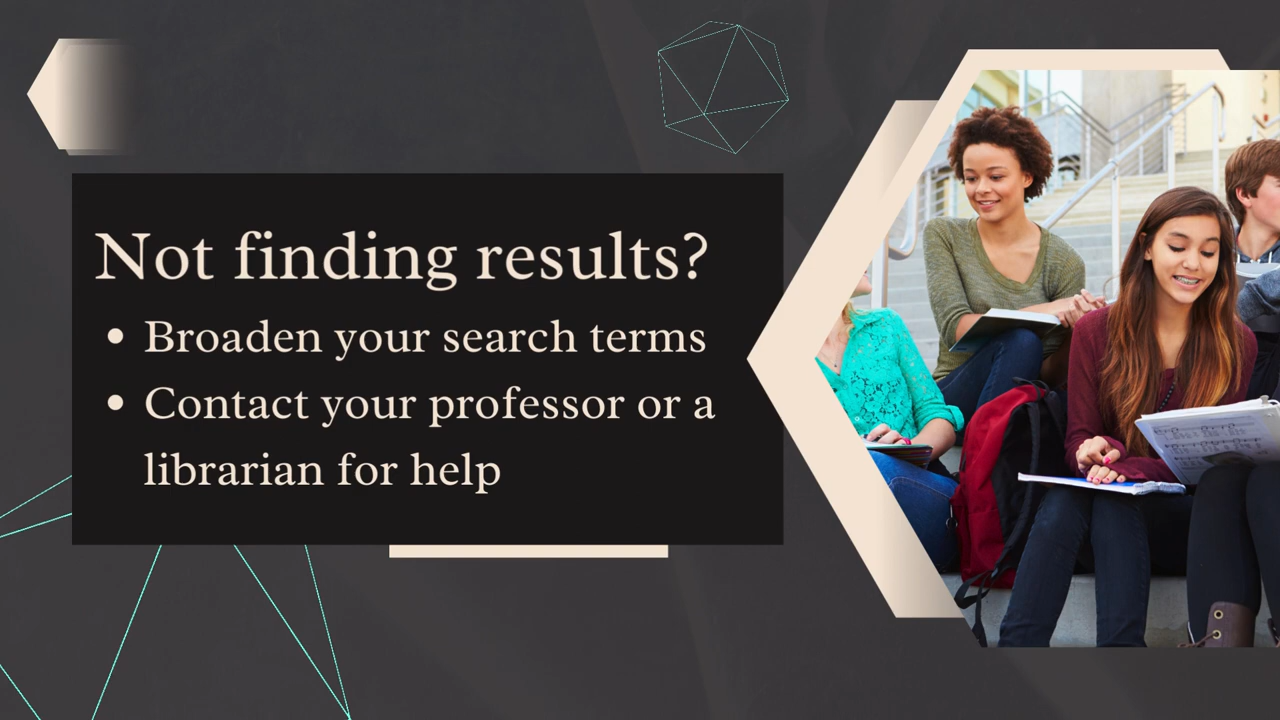 Not finding results?
• Broaden your search terms
• Contact your professor or a
librarian for help